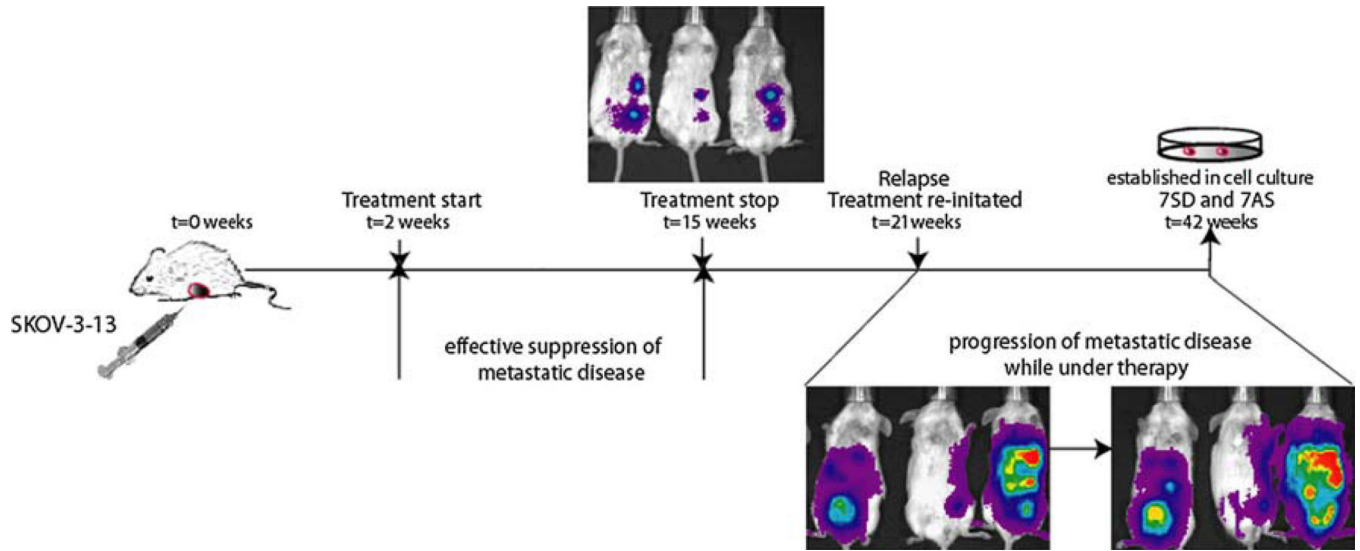 t=0 weeks
SKOV-3-13
Treatment start
t=2 weeks
effective suppression of
metastatic disease
Treatment stop
t=15 weeks
Relapse
Treatment re-initated
t=21weeks
progression of metastatic disease
while under therapy
established in cell culture
7SD and 7AS
t=42 weeks